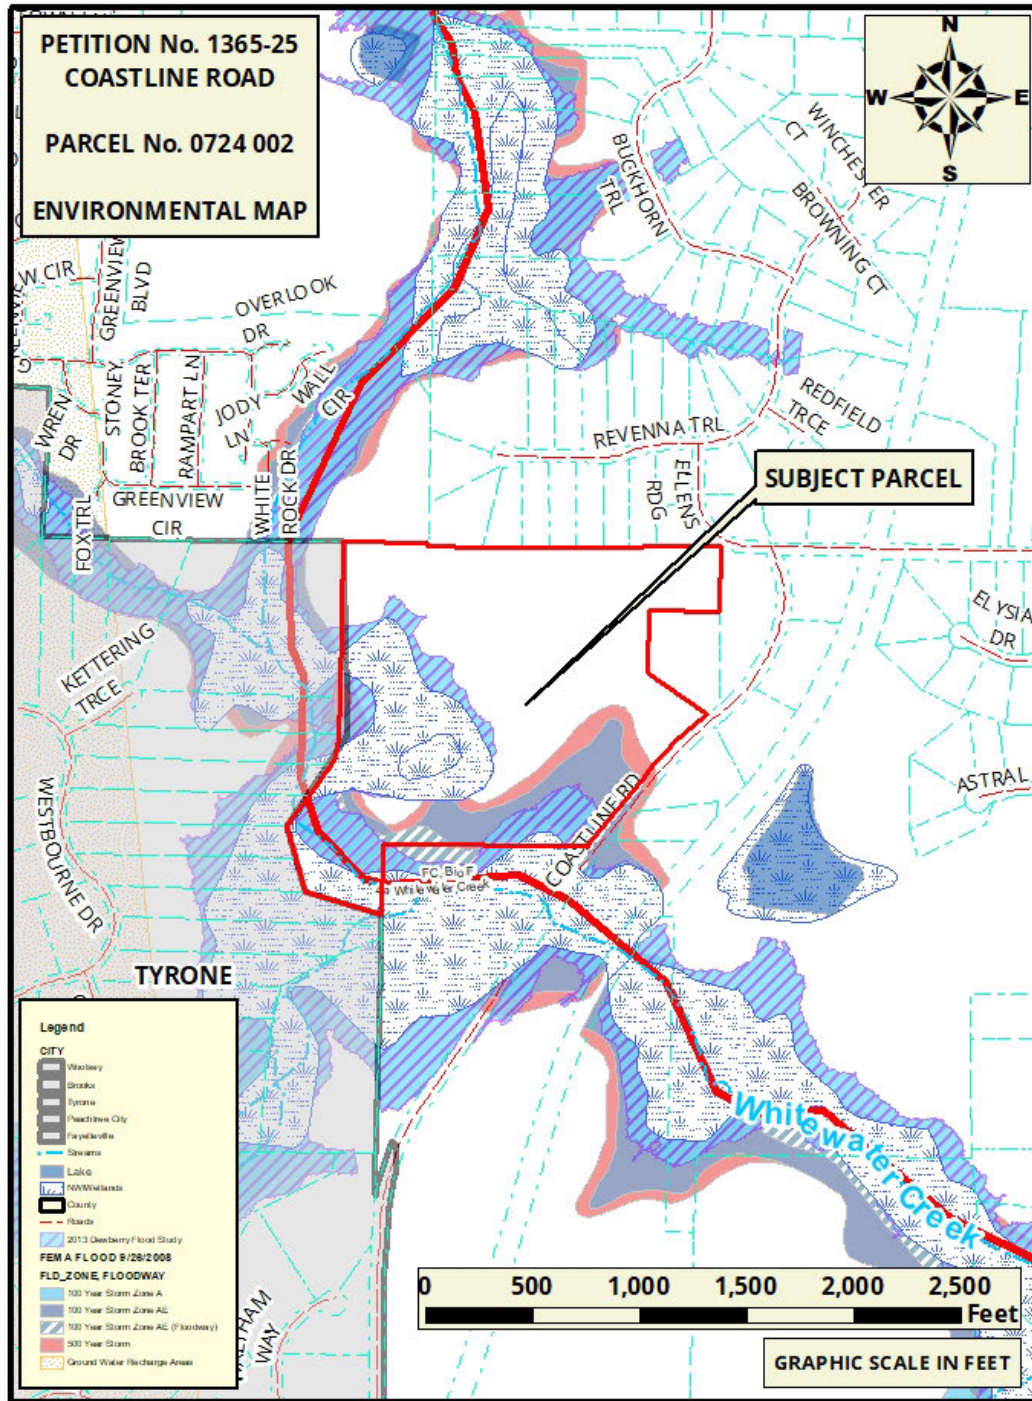 PETITION No. 1365-25
COASTLINE ROAD
PARCEL No. 0724 002
ENVIRONMENTAL MAP
N
W
E
S
WINCHESTER
CT
BUCKHORN
TRL
BROWNING CT
W CIR
GREENVIEW
BLVD
OVERLOOK
DR
WREN
DR
STONEY
BROOK TER
RAMPART LN
JODY
LN
WALL
CIR
REDFIELD
TRCE
REVENNA TRL
ELLENS
RDG
SUBJECT PARCEL
GREENVIEW
CIR
WHITE
ROCK DR
FOX TRL
KETTERING
TRCE
ELYSIA
DR
WESTBOURNE DR
ASTRAL
COASTLINE RD
Whitewater Creek
TYRONE
Whitewater Creek
WAY
Legend
CITY
Woolsey
Brooks
Tyrone
Peachtree City
Fayetteville
Streams
Lake
NWIWetlands
County
Roads
2013 Dewberry Flood Study
FEMA FLOOD 9/26/2008
FLD_ZONE, FLOODWAY
100 Year Storm Zone A
100 Year Storm Zone AE
100 Year Storm Zone AE (Floodway)
500 Year Storm
Ground Water Recharge Areas
0 500 1,000 1,500 2,000 2,500
Feet
GRAPHIC SCALE IN FEET